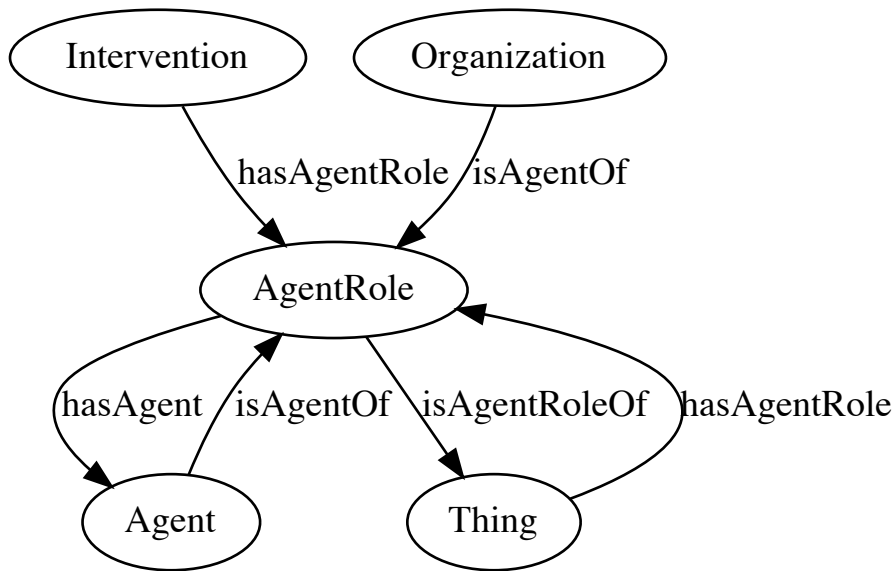 Intervention
Organization
hasAgentRole
isAgentOf
AgentRole
hasAgent
isAgentOf
isAgentRoleOf
hasAgentRole
Agent
Thing